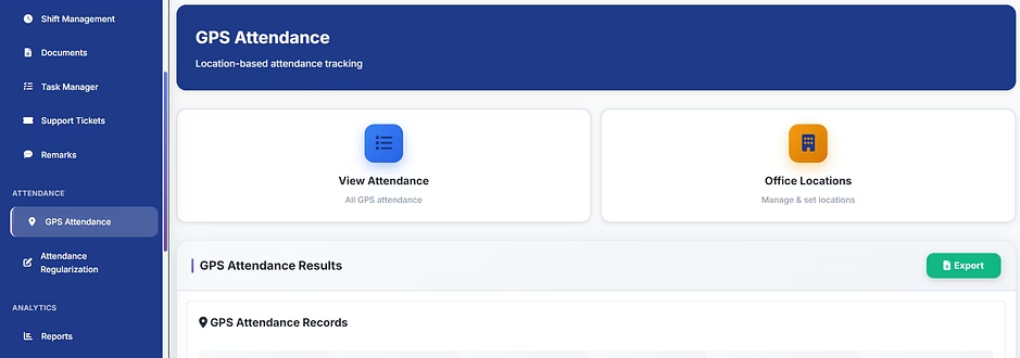 Shift Management
Documents
Task Manager
Support Tickets
Remarks
ATTENDANCE
GPS Attendance
Attendance
Regularization
ANALYTICS
Reports
GPS Attendance
Location-based attendance tracking
View Attendance
All GPS attendance
Office Locations
Manage & set locations
GPS Attendance Results
Export
GPS Attendance Records